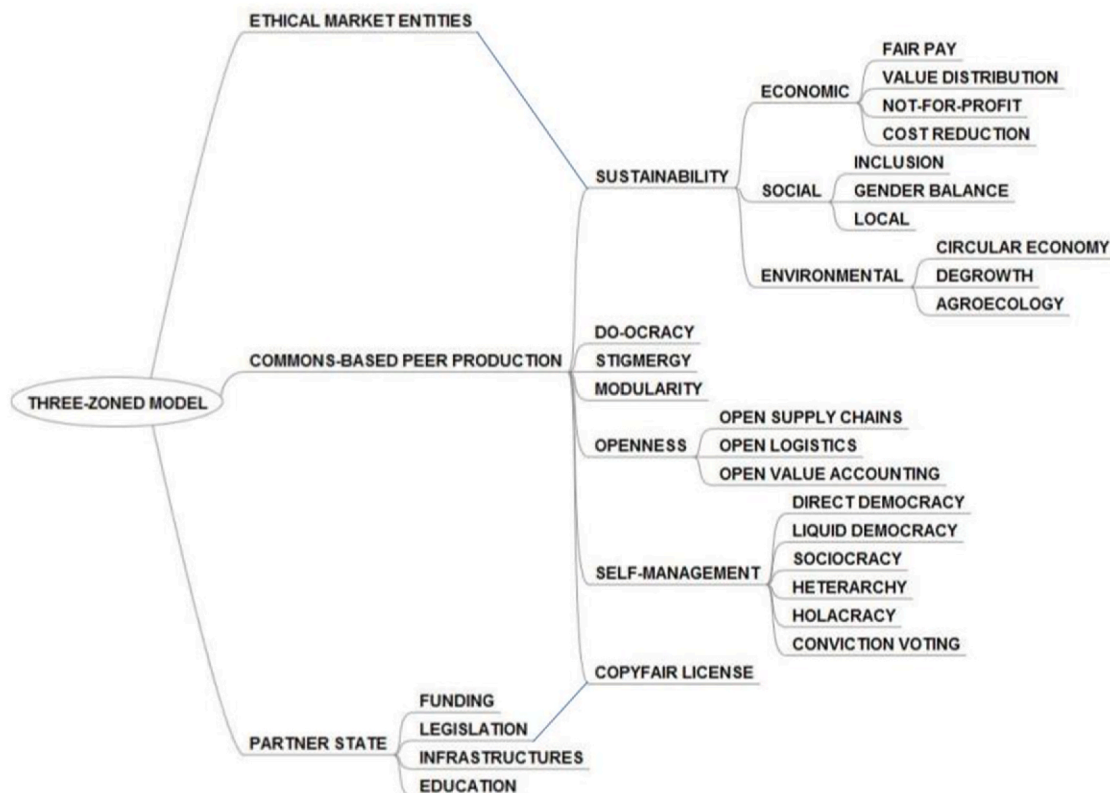 ETHICAL MARKET ENTITIES
FAIR PAY
VALUE DISTRIBUTION
ECONOMIC
NOT-FOR-PROFIT
COST REDUCTION
INCLUSION
SUSTAINABILITY
SOCIAL
GENDER BALANCE
LOCAL
CIRCULAR ECONOMY
ENVIRONMENTAL
DEGROWTH
AGROECOLOGY
DO-OCRACY
COMMONS-BASED PEER PRODUCTION
STIGMERGY
MODULARITY
THREE-ZONED MODEL
OPEN SUPPLY CHAINS
OPENNESS
OPEN LOGISTICS
OPEN VALUE ACCOUNTING
DIRECT DEMOCRACY
LIQUID DEMOCRACY
SOCIOCRACY
SELF-MANAGEMENT
HETERARCHY
HOLACRACY
CONVICTION VOTING
COPYFAIR LICENSE
FUNDING
LEGISLATION
PARTNER STATE
INFRASTRUCTURES
EDUCATION